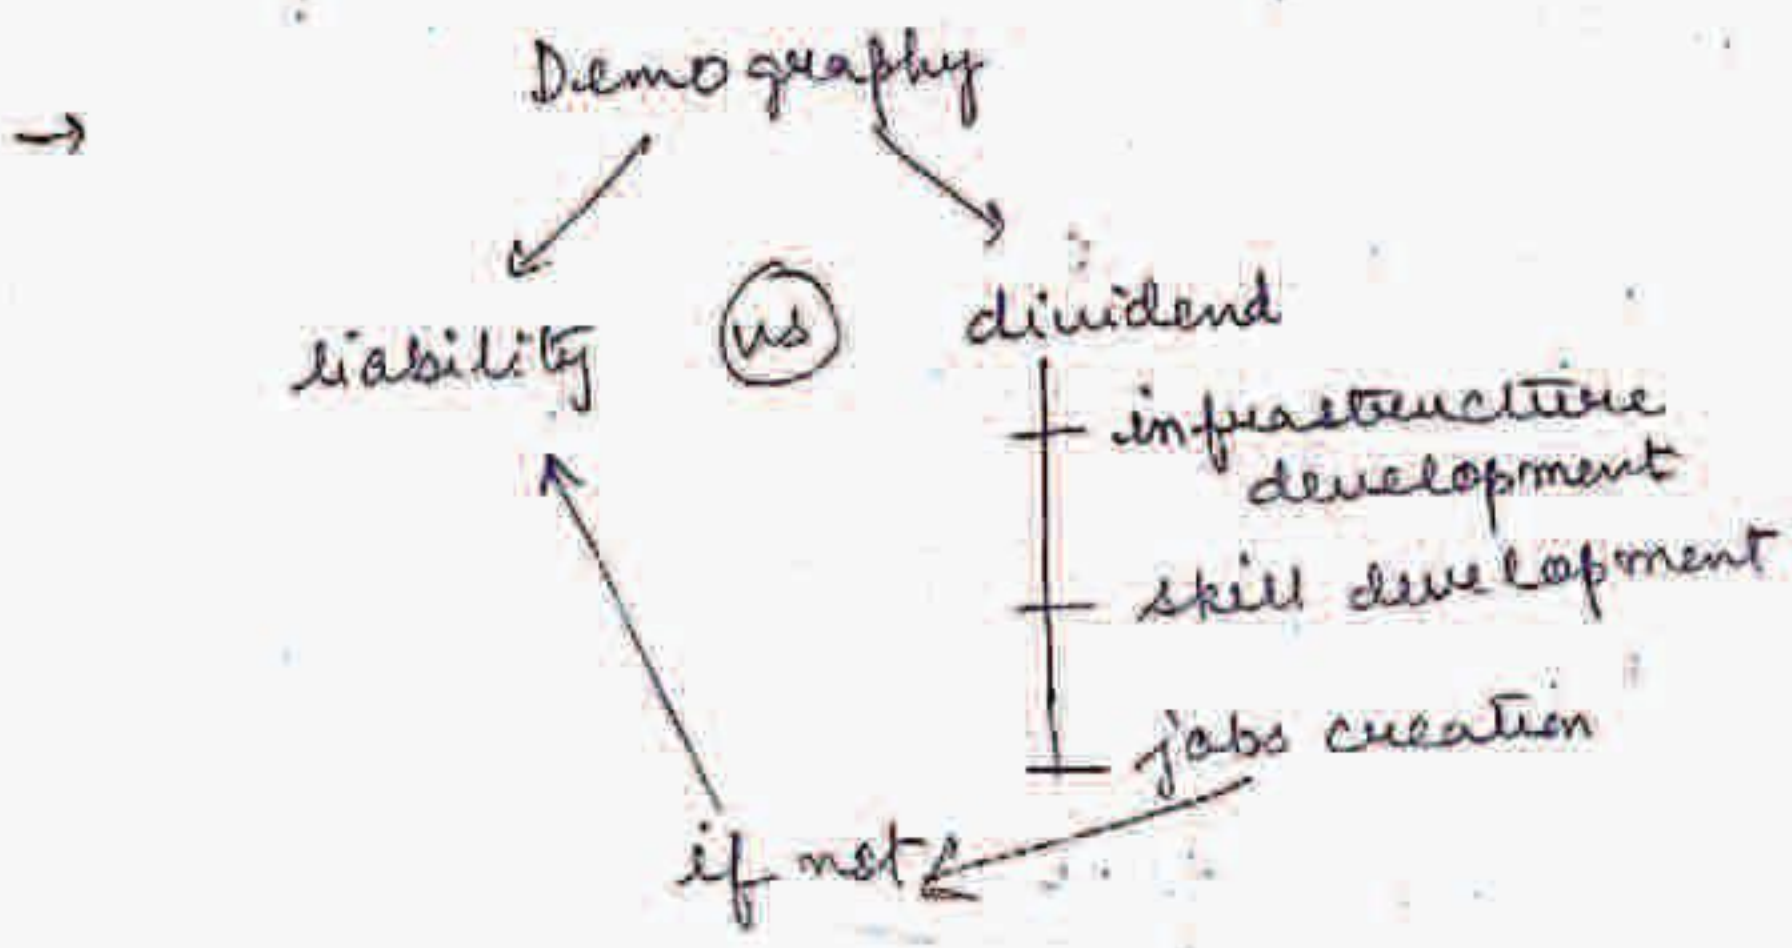 → Demography
liability vs dividend
infrastructure
development
skill development
jobs creation
if not